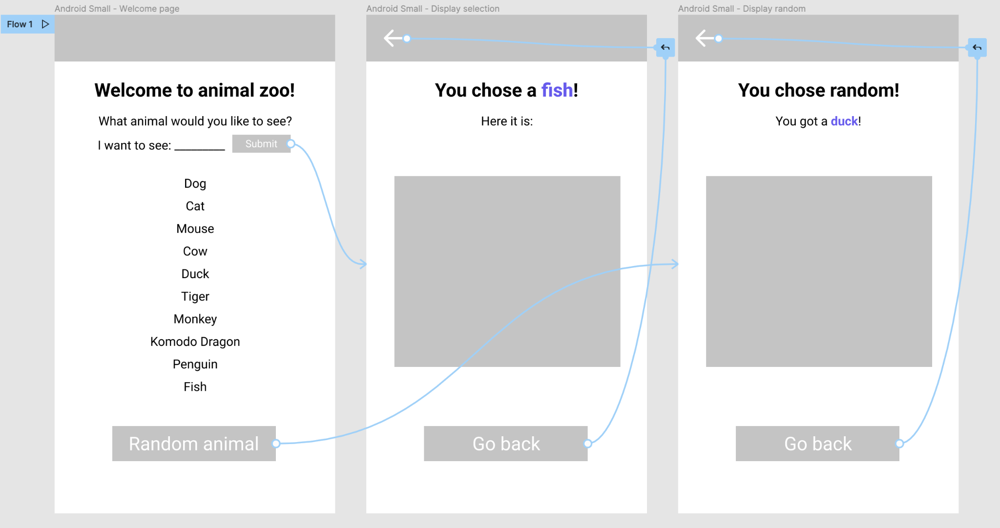 Android Small - Welcome page
Flow 1
Welcome to animal zoo!
What animal would you like to see?
I want to see: _________
Submit
Dog
Cat
Mouse
Cow
Duck
Tiger
Monkey
Komodo Dragon
Penguin
Fish
Random animal
Android Small - Display selection
You chose a fish!
Here it is:
Go back
Android Small - Display random
You chose random!
You got a duck!
Go back